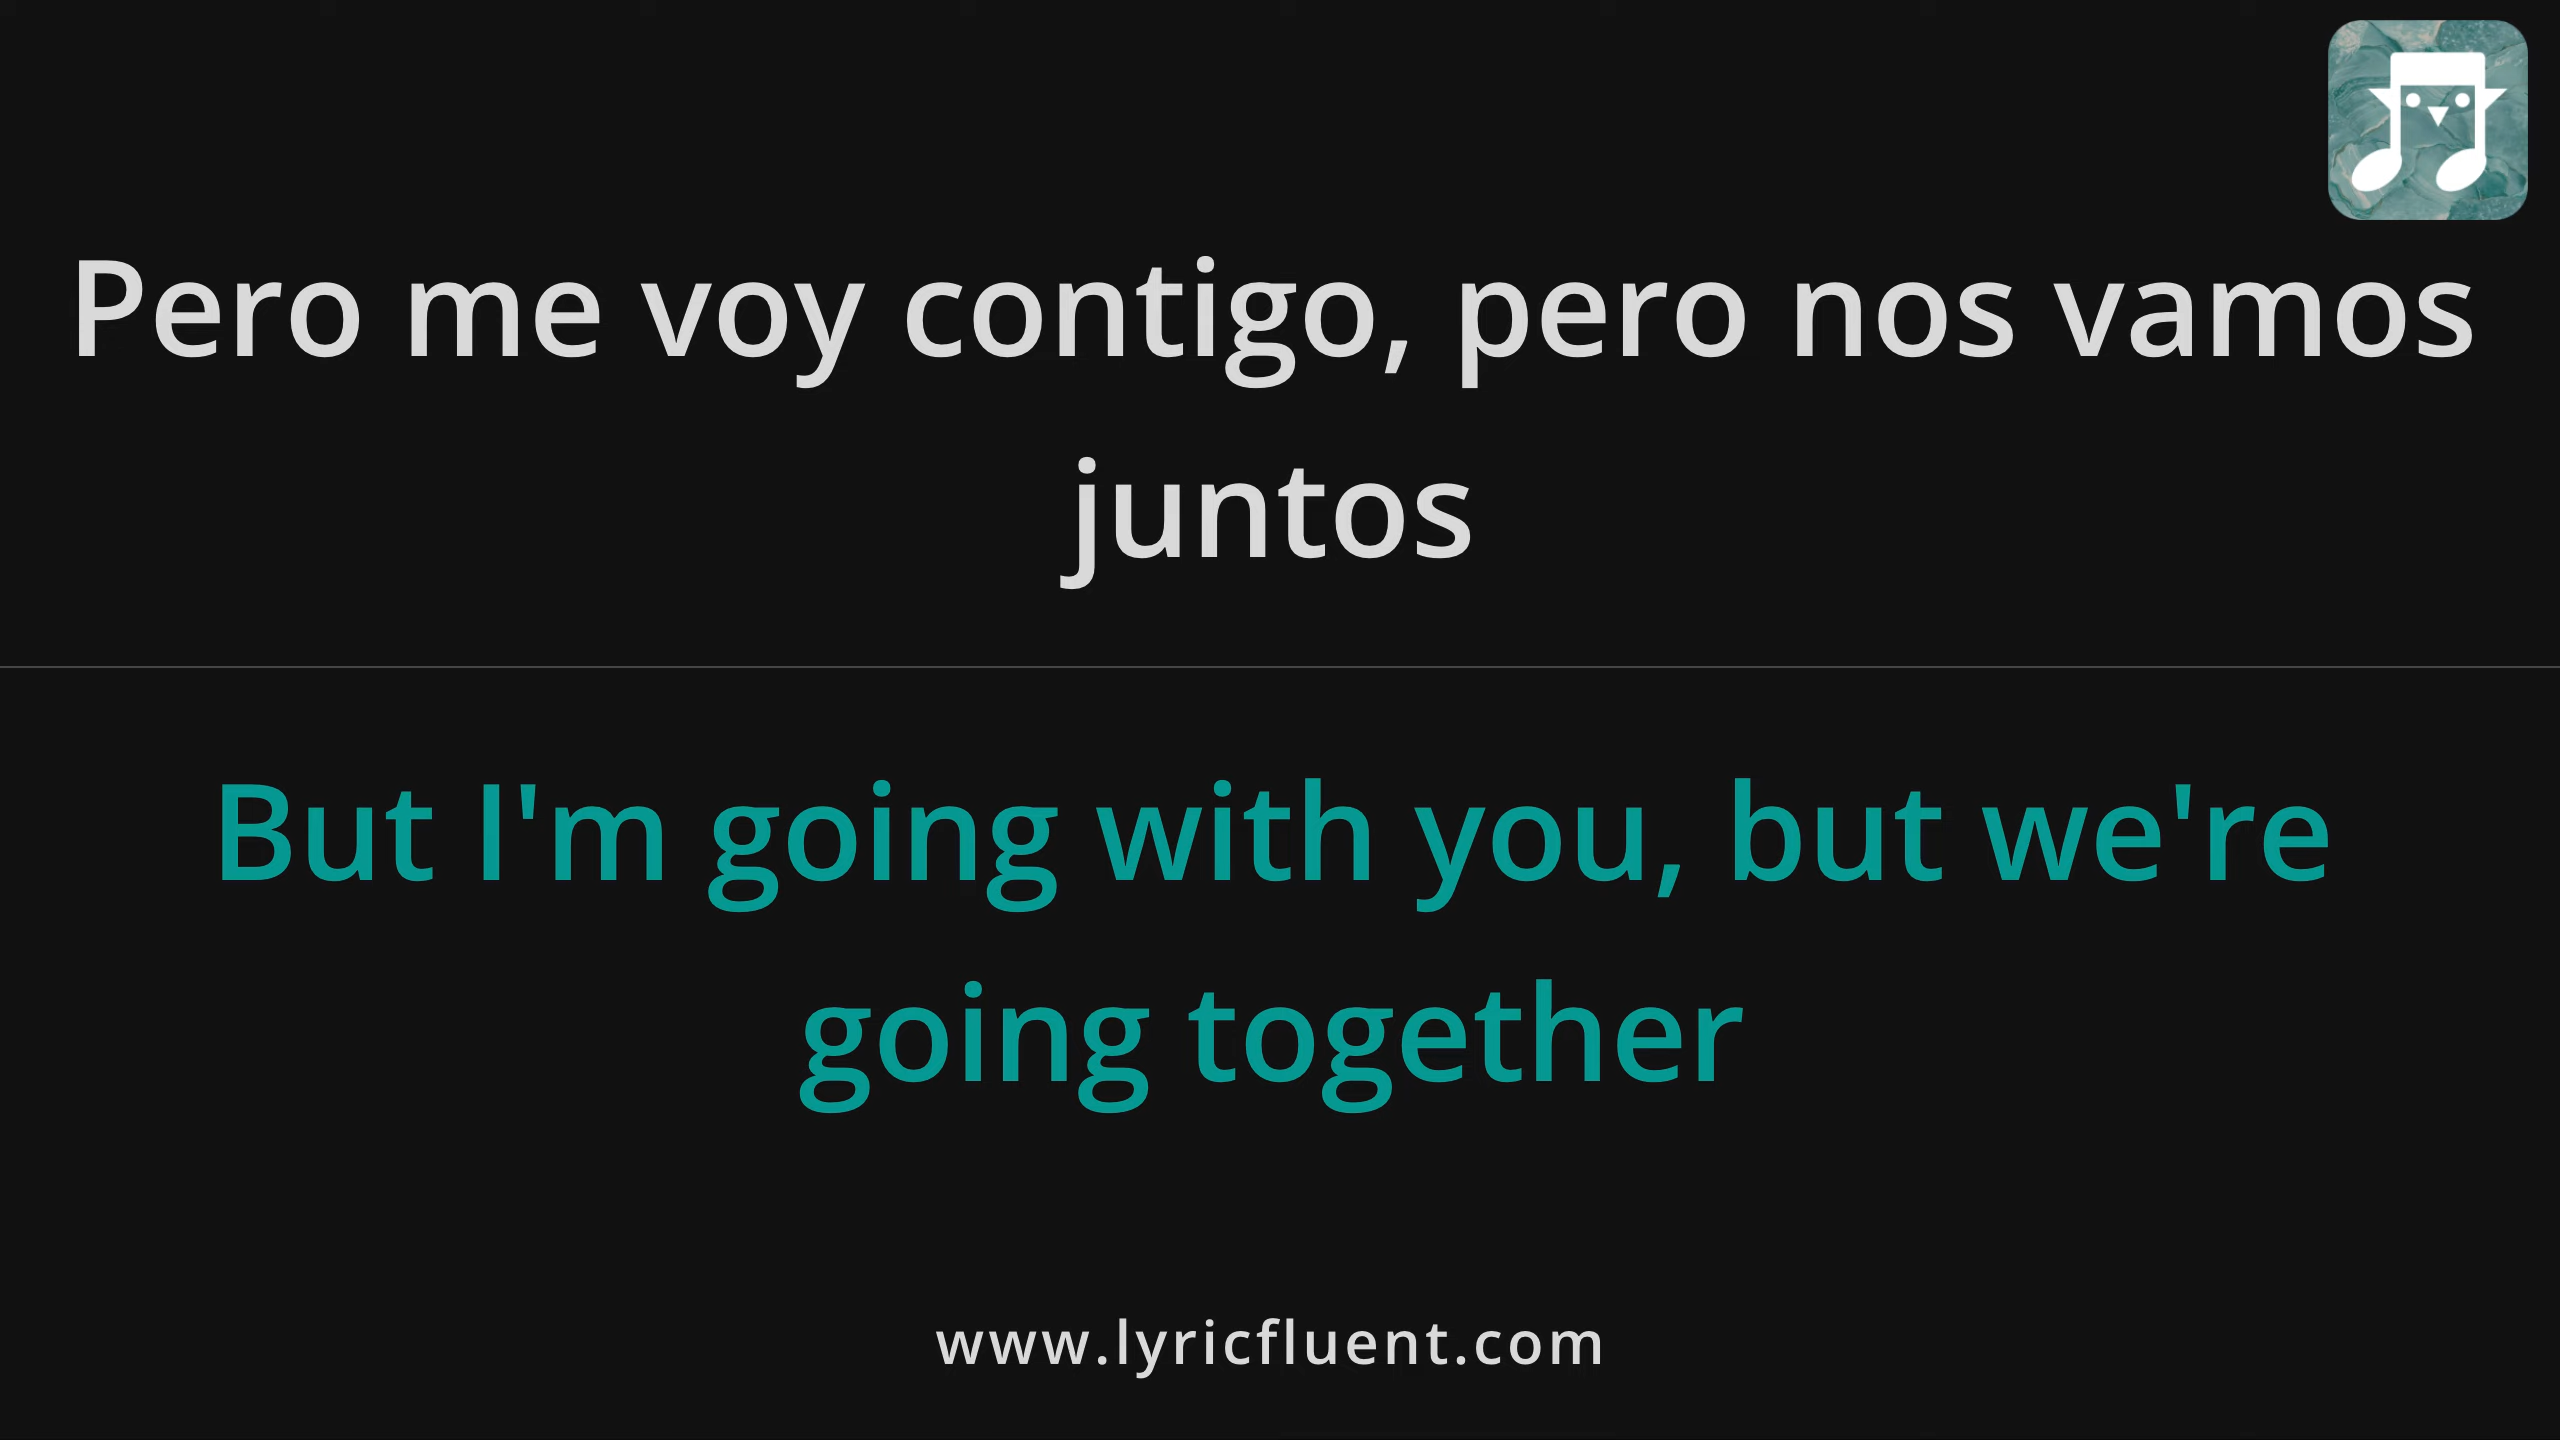 Pero me voy contigo, pero nos vamos
juntos
But I'm going with you, but we're
going together
www.lyricfluent.com